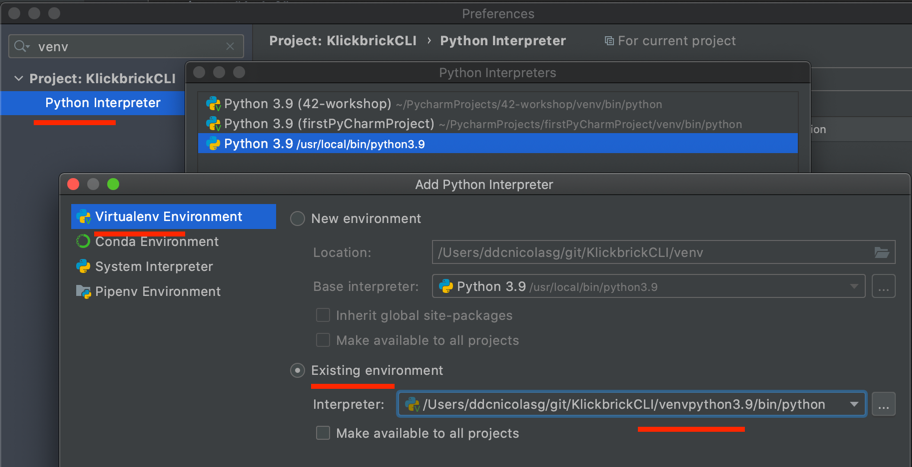 Preferences
venv
Project: KlickbrickCLI › Python Interpreter
For current project
Project: KlickbrickCLI
Python Interpreter
Python Interpreters
Python 3.9 (42-workshop) ~/PycharmProjects/42-workshop/venv/bin/python
Python 3.9 (firstPyCharmProject) ~/PycharmProjects/firstPyCharmProject/venv/bin/python
Python 3.9 /usr/local/bin/python3.9
Add Python Interpreter
Virtualenv Environment
Conda Environment
System Interpreter
Pipenv Environment
New environment
Location: /Users/ddcnicolasg/git/KlickbrickCLI/venv
Base interpreter: Python 3.9 /usr/local/bin/python3.9 ...
Inherit global site-packages
Make available to all projects
Existing environment
Interpreter: /Users/ddcnicolasg/git/KlickbrickCLI/venvpython3.9/bin/python ...
Make available to all projects